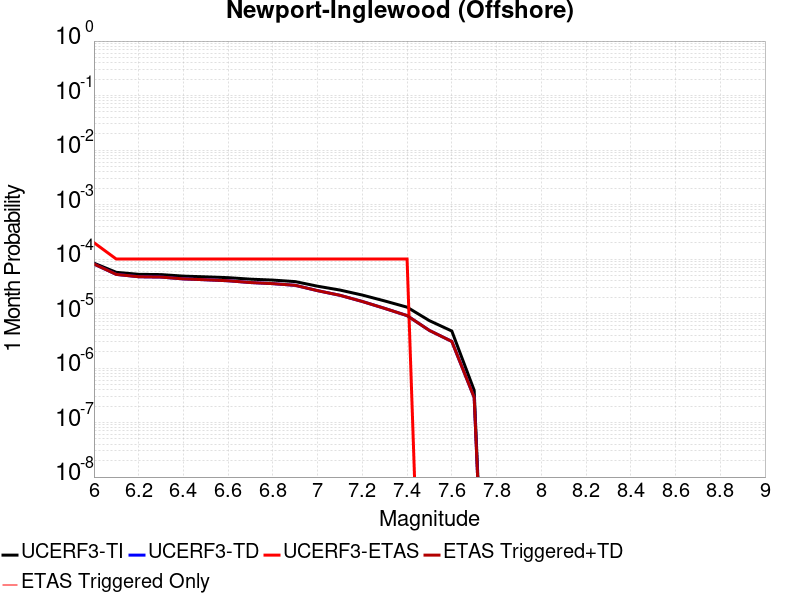 Newport-Inglewood (Offshore)
10^0
10^-1
10^-2
10^-3
10^-4
10^-5
10^-6
10^-7
10^-8
1 Month Probability
6 6.2 6.4 6.6 6.8 7 7.2 7.4 7.6 7.8 8 8.2 8.4 8.6 8.8 9
Magnitude
UCERF3-TI UCERF3-TD UCERF3-ETAS ETAS Triggered+TD
ETAS Triggered Only